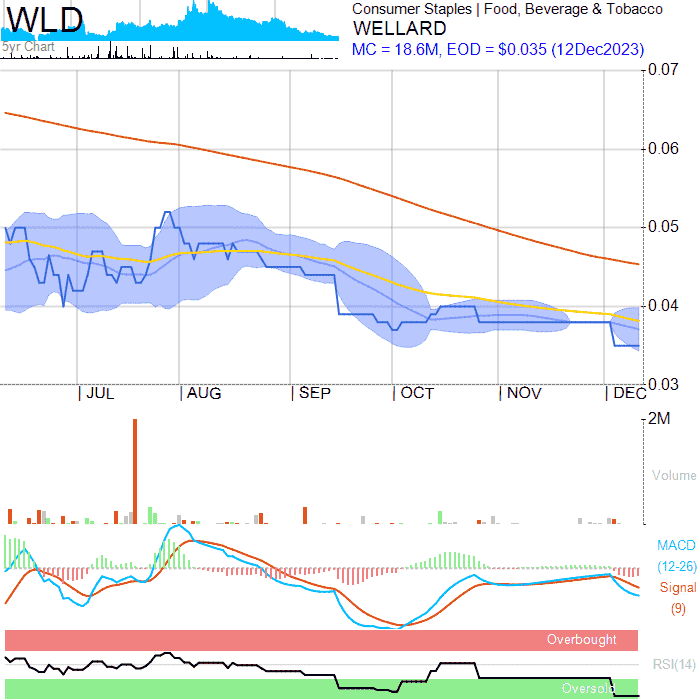 WLD
5yr Chart
Consumer Staples | Food, Beverage & Tobacco
WELLARD
MC = 18.6M, EOD = $0.035 (12Dec2023)
0.07
0.06
0.05
0.04
0.03
JUL
AUG
SEP
OCT
NOV
DEC
2M
Volume
MACD
(12-26)
Signal
(9)
Overbought
RSI(14)
Oversold